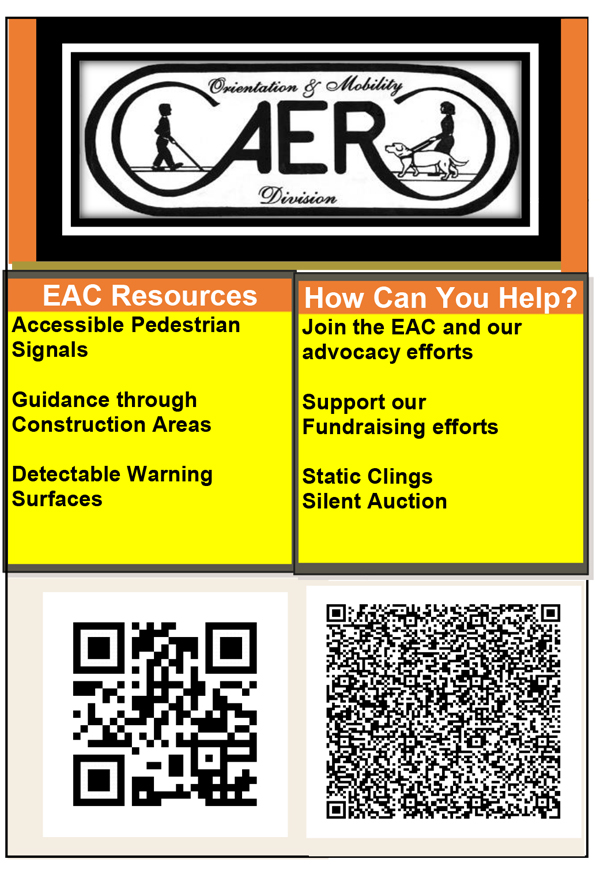 Orientation & Mobility
AER
Division
EAC Resources
Accessible Pedestrian
Signals
Guidance through
Construction Areas
Detectable Warning
Surfaces
How Can You Help?
Join the EAC and our
advocacy efforts
Support our
Fundraising efforts
Static Clings
Silent Auction